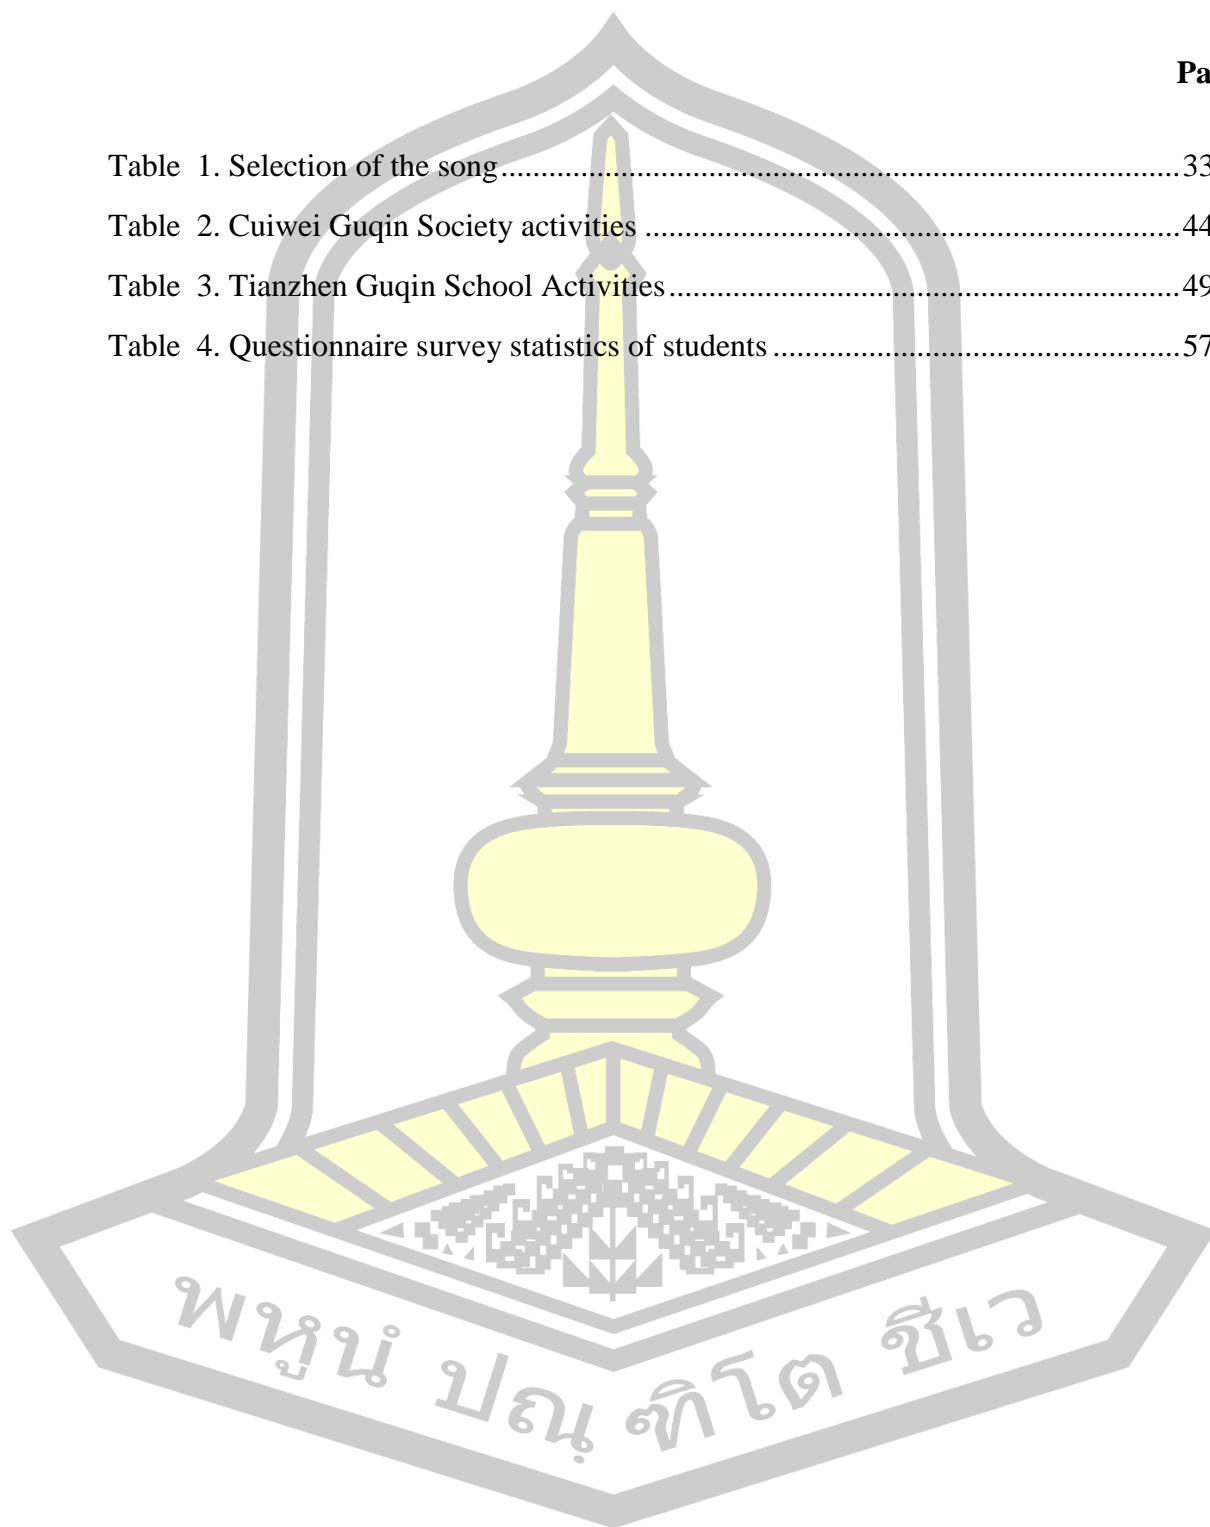 Pa
Table 1. Selection of the song..........33
Table 2. Cuiwei Guqin Society activities..........44
Table 3. Tianzhen Guqin School Activities..........49
Table 4. Questionnaire survey statistics of students..........57
พหูนํ ปณฺฑิโต ชีเว